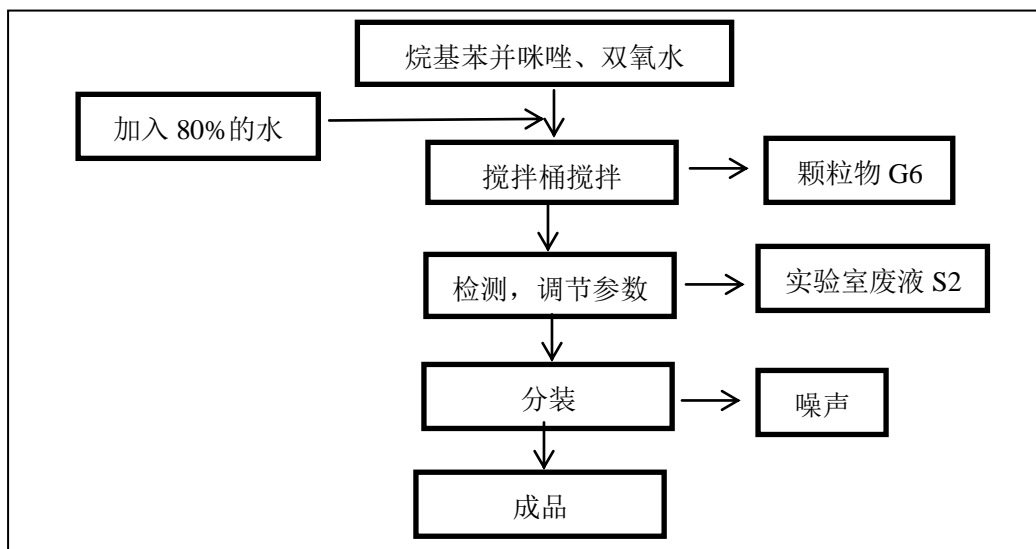 烷基苯并咪唑、双氧水
加入 80%的水
搅拌桶搅拌
颗粒物 G6
检测，调节参数
实验室废液 S2
分装
噪声
成品